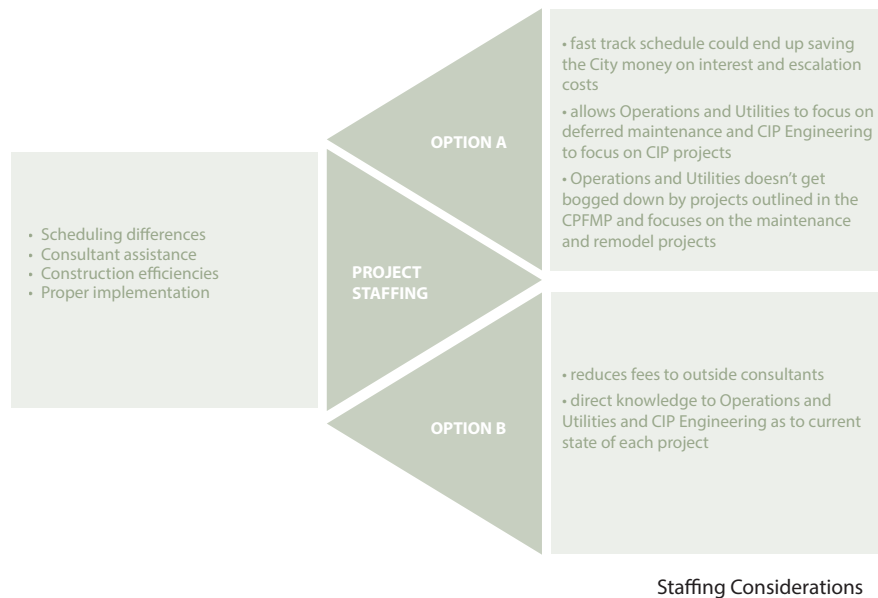 • Scheduling differences
• Consultant assistance
• Construction efficiencies
• Proper implementation
PROJECT
STAFFING
OPTION A
• fast track schedule could end up saving
the City money on interest and escalation
costs
• allows Operations and Utilities to focus on
deferred maintenance and CIP Engineering
to focus on CIP projects
• Operations and Utilities doesn't get
bogged down by projects outlined in the
CPFMP and focuses on the maintenance
and remodel projects
OPTION B
• reduces fees to outside consultants
• direct knowledge to Operations and
Utilities and CIP Engineering as to current
state of each project
Staffing Considerations